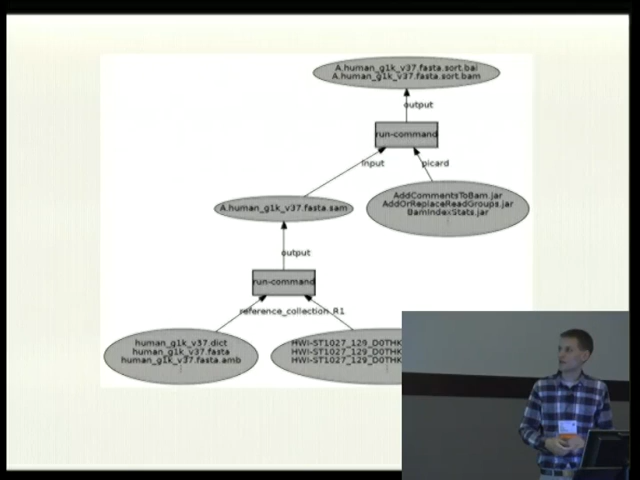 A.human_g1k_v37.fasta.sort.bai
A.human_g1k_v37.fasta.sort.bam
output
run-command
input
picard
A.human_g1k_v37.fasta.sam
AddCommentsToBam.jar
AddOrReplaceReadGroups.jar
BamIndexStats.jar
output
run-command
reference_collection
R1
human_g1k_v37.dict
human_g1k_v37.fasta
human_g1k_v37.fasta.amb
HWI-ST1027_129_D0THK
HWI-ST1027_129_D0THK
HWI-ST1027_129_D0THK